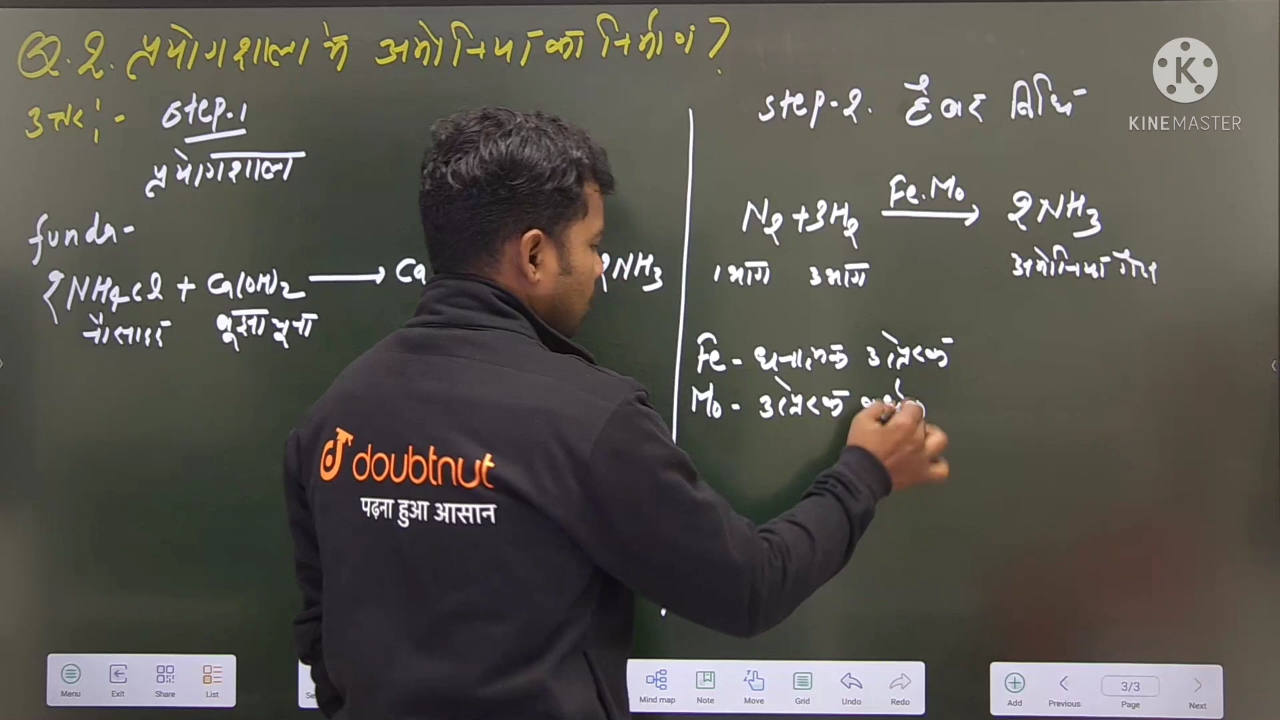 Q.2. प्रयोगशाला में अमोनिया का निर्माण?
उत्तर:-
Step.1
प्रयोगशाला
funda-
2NH4Cl + Ca(OH)2 ⟶ Ca
2NH3
नौसादर बूझा चूना
Step-2. हैबर विधि
N2 + 3H2 Fe.Mo ⟶ 2NH3
1भाग 3भाग अमोनिया गैस
Fe - धनात्मक उत्प्रेरक
Mo - उत्प्रेरक
KINEMASTER
doubtnut
पढ़ना हुआ आसान
Menu Exit Share List
Mind map Note Move Grid Undo Redo
Add Previous 3/3 Page Next